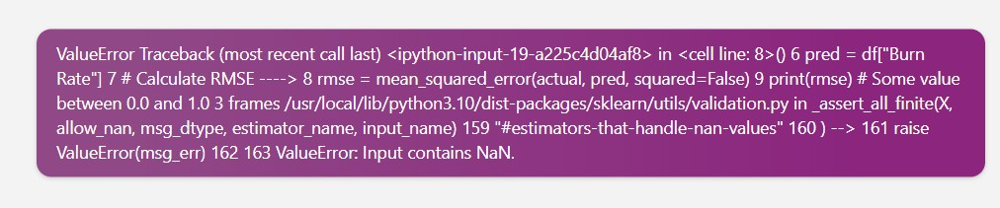 ValueError Traceback (most recent call last) <ipython-input-19-a225c4d04af8> in <cell line: 8>() 6 pred = df["Burn
Rate"] 7 # Calculate RMSE ----> 8 rmse = mean_squared_error(actual, pred, squared=False) 9 print(rmse) # Some value
between 0.0 and 1.0 3 frames /usr/local/lib/python3.10/dist-packages/sklearn/utils/validation.py in _assert_all_finite(X,
allow_nan, msg_dtype, estimator_name, input_name) 159 "#estimators-that-handle-nan-values" 160 ) --> 161 raise
ValueError(msg_err) 162 163 ValueError: Input contains NaN.